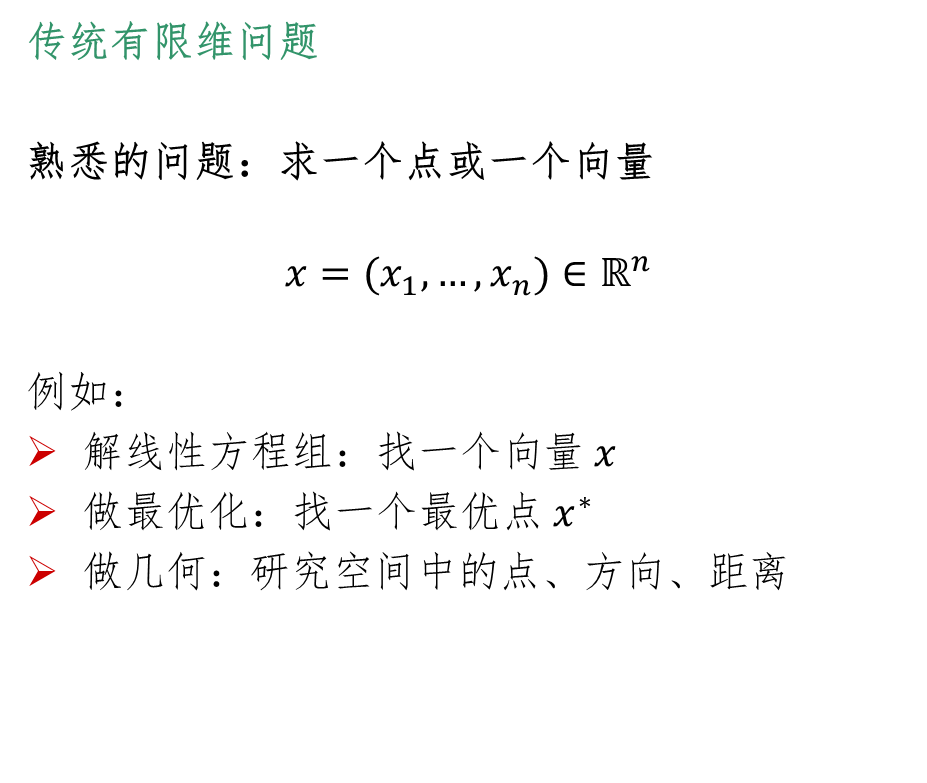 传统有限维问题
熟悉的问题：求一个点或一个向量
𝑥 = (𝑥₁, … , 𝑥ₙ) ∈ ℝⁿ
例如：
➢ 解线性方程组：找一个向量 𝑥
➢ 做最优化：找一个最优点 𝑥*
➢ 做几何：研究空间中的点、方向、距离